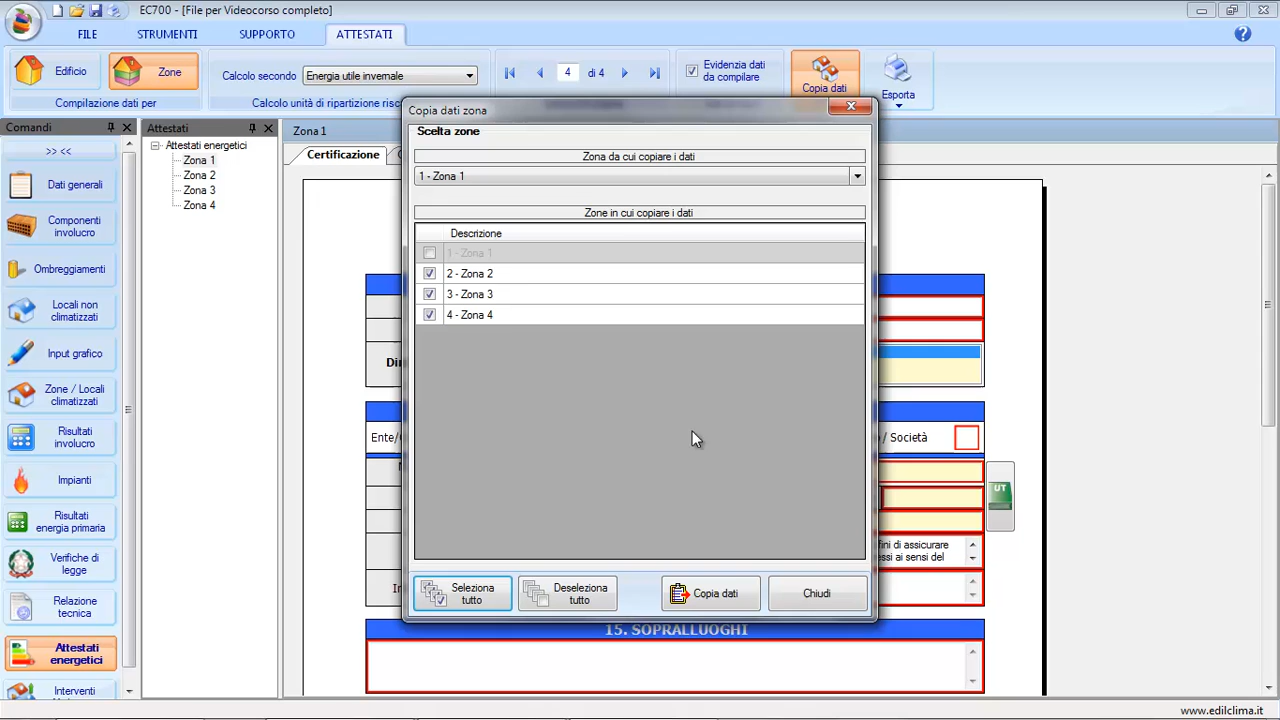 EC700 - [File per Videocorso completo]
FILE
STRUMENTI
SUPPORTO
ATTESTATI
Edificio
Zone
Compilazione dati per
Calcolo secondo
Energia utile invernale
Calcolo unità di ripartizione risc
4
di 4
Evidenzia dati
da compilare
Copia dati
Esporta
Comandi
>> <<
Dati generali
Componenti
involucro
Ombreggiamenti
Locali non
climatizzati
Input grafico
Zone / Locali
climatizzati
Risultati
involucro
Impianti
Risultati
energia primaria
Verifiche di
legge
Relazione
tecnica
Attestati
energetici
Interventi
Attestati
Attestati energetici
Zona 1
Zona 2
Zona 3
Zona 4
Zona 1
Certificazione
Copia dati zona
Scelta zone
Zona da cui copiare i dati
1 - Zona 1
Zone in cui copiare i dati
Descrizione
1 - Zona 1
2 - Zona 2
3 - Zona 3
4 - Zona 4
Seleziona
tutto
Deseleziona
tutto
Copia dati
Chiudi
Ente/
/ Società
UT
fini di assicurare
essi ai sensi del
15. SOPRALLUOGHI
www.edilclima.it